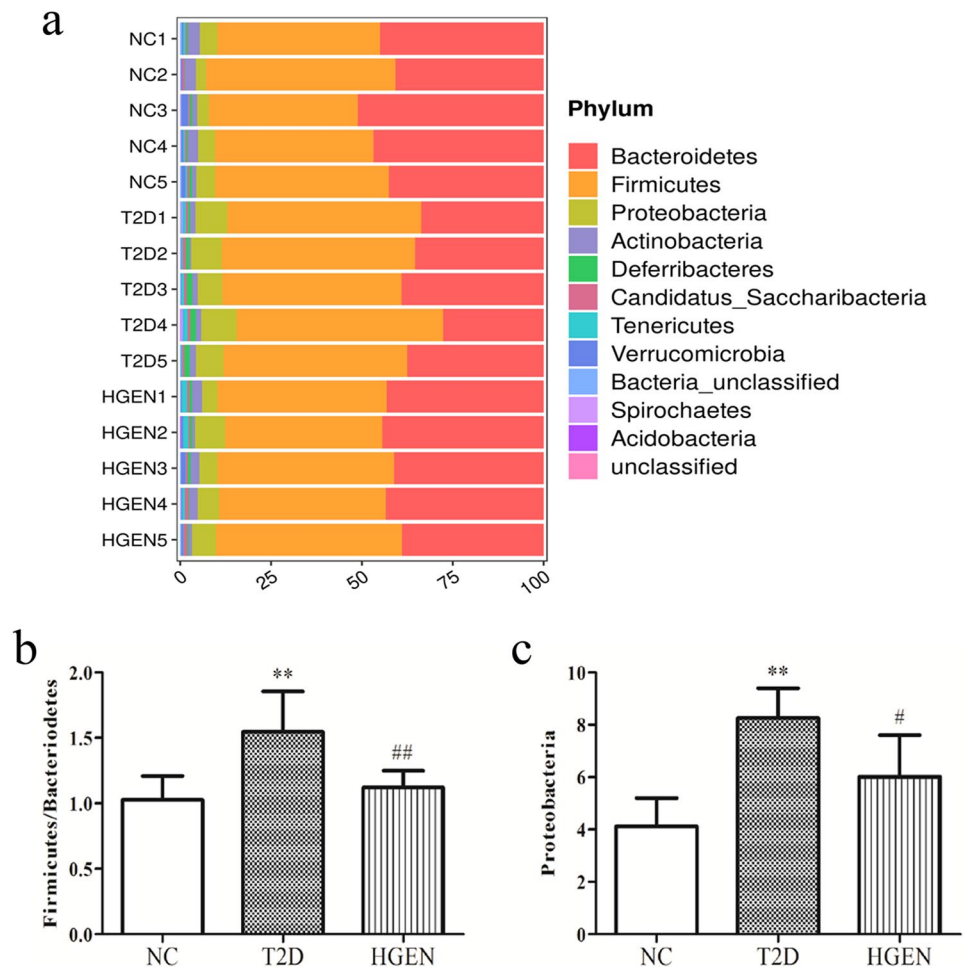 a
NC1
NC2
NC3
NC4
NC5
T2D1
T2D2
T2D3
T2D4
T2D5
HGEN1
HGEN2
HGEN3
HGEN4
HGEN5
0 25 50 75 100
Phylum
Bacteroidetes
Firmicutes
Proteobacteria
Actinobacteria
Deferribacteres
Candidatus_Saccharibacteria
Tenericutes
Verrucomicrobia
Bacteria_unclassified
Spirochaetes
Acidobacteria
unclassified
b
Firmicutes/Bacteriodetes
2.0
1.5
1.0
0.5
0.0
**
##
NC T2D HGEN
c
Proteobacteria
10
8
6
4
2
0
**
#
NC T2D HGEN